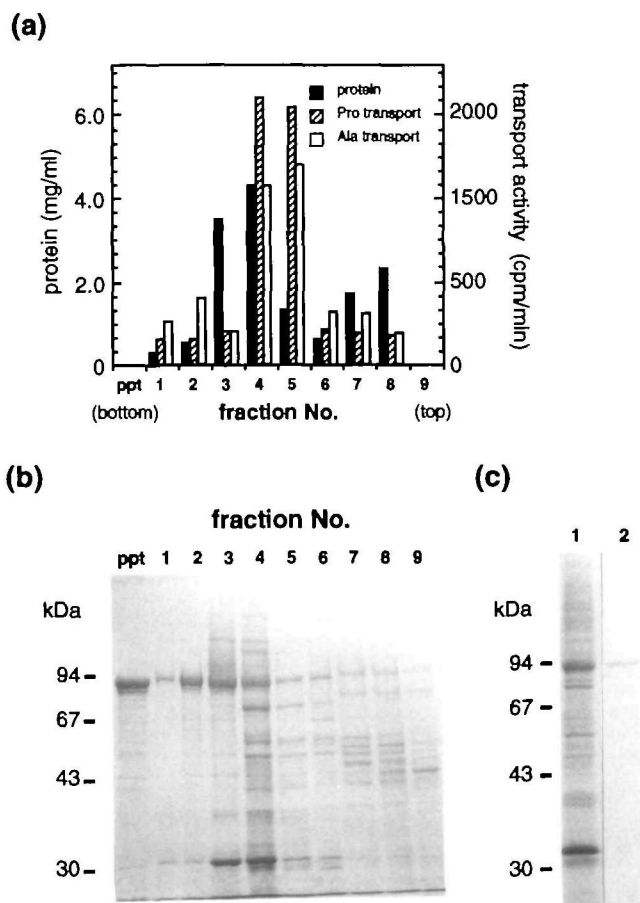 (a)
protein
Pro transport
Ala transport
protein (mg/ml)
6.0
4.0
2.0
0
transport activity (cpm/min)
2000
1500
500
0
ppt 1 2 3 4 5 6 7 8 9
(bottom) fraction No. (top)
(b)
fraction No.
ppt 1 2 3 4 5 6 7 8 9
kDa
94
67
43
30
(c)
1 2
kDa
94
67
43
30